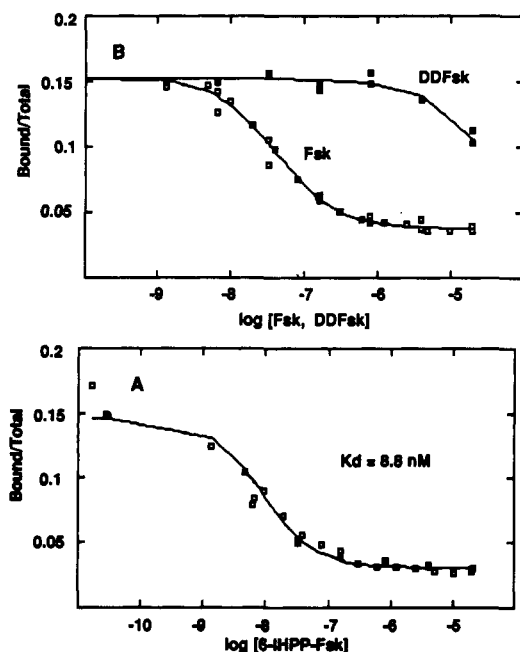 B
0.2
0.15
0.1
0.05
Bound/Total
DDFsk
Fsk
-9 -8 -7 -6 -5
log [Fsk, DDFsk]
A
0.2
0.15
0.1
0.05
Bound/Total
Kd = 8.8 nM
-10 -9 -8 -7 -6 -5
log [6-IHPP-Fsk]